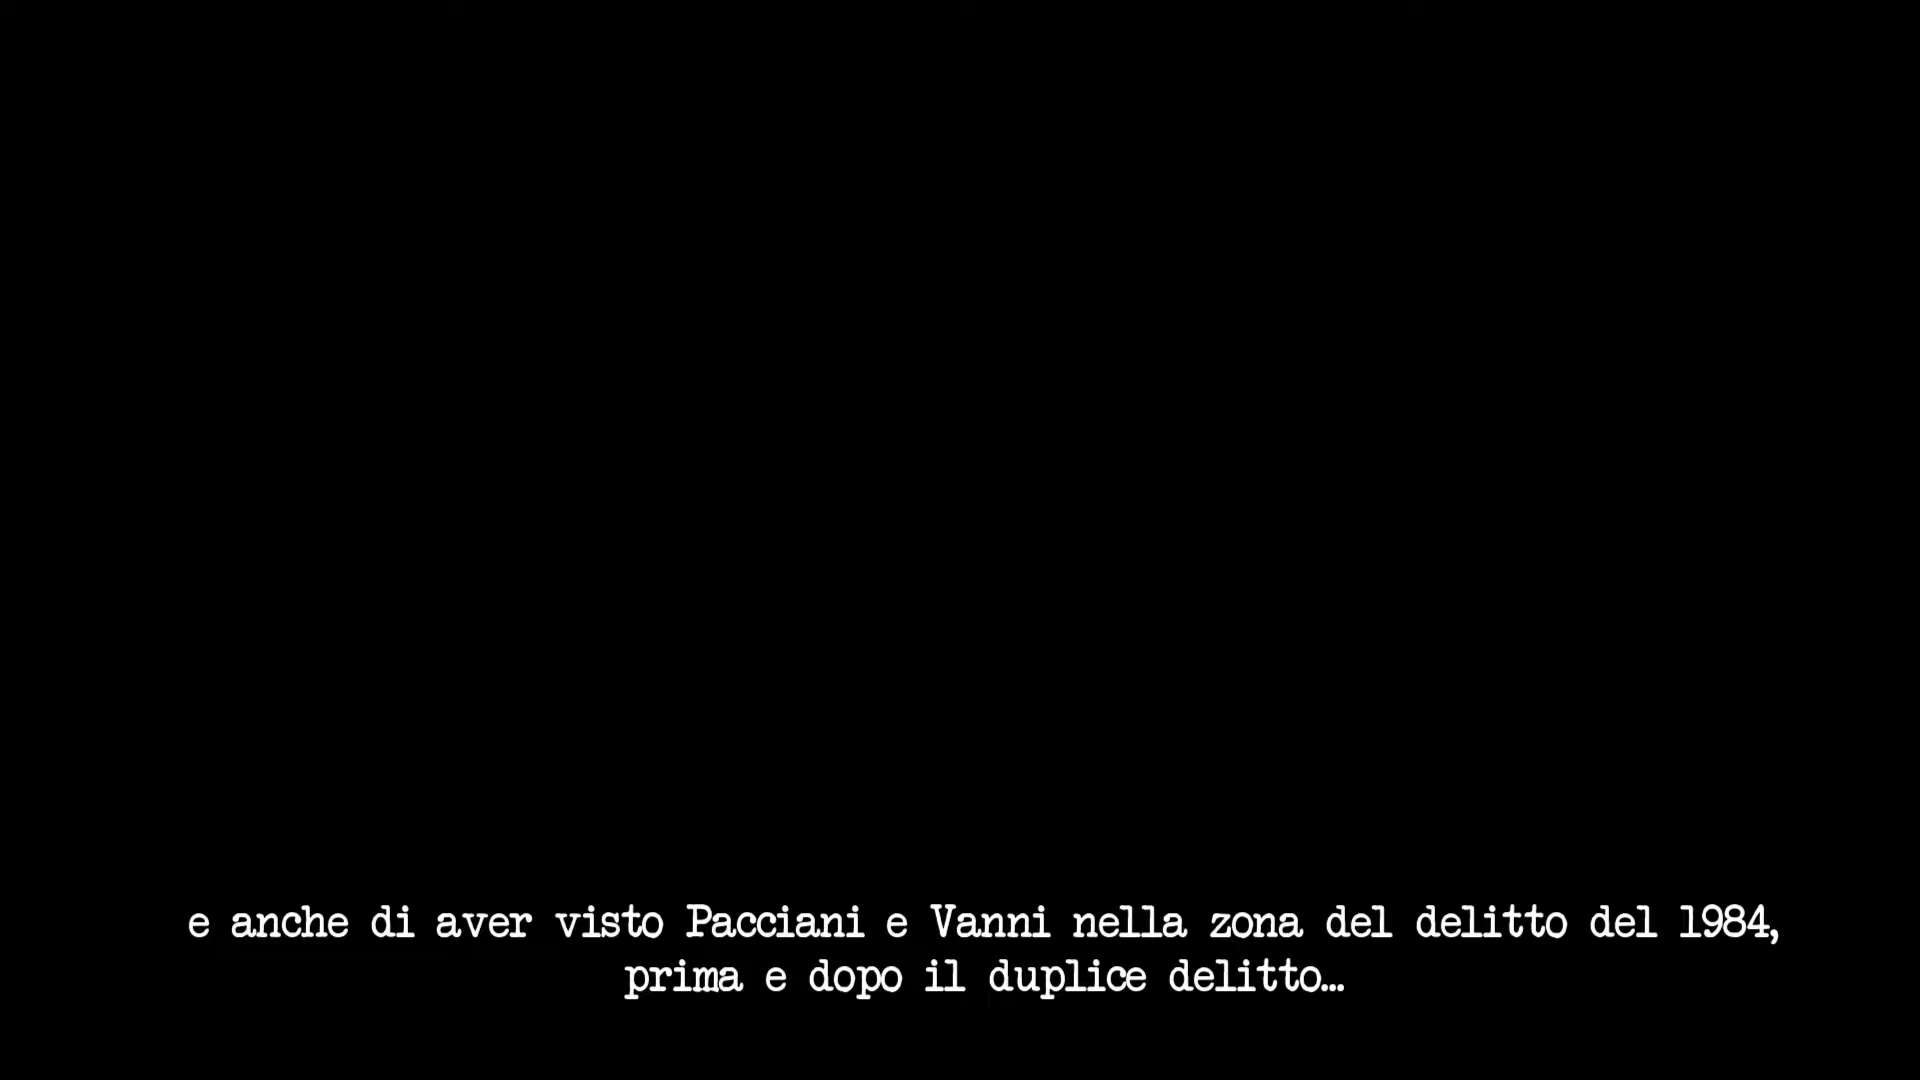 e anche di aver visto Pacciani e Vanni nella zona del delitto del 1984,
prima e dopo il duplice delitto...